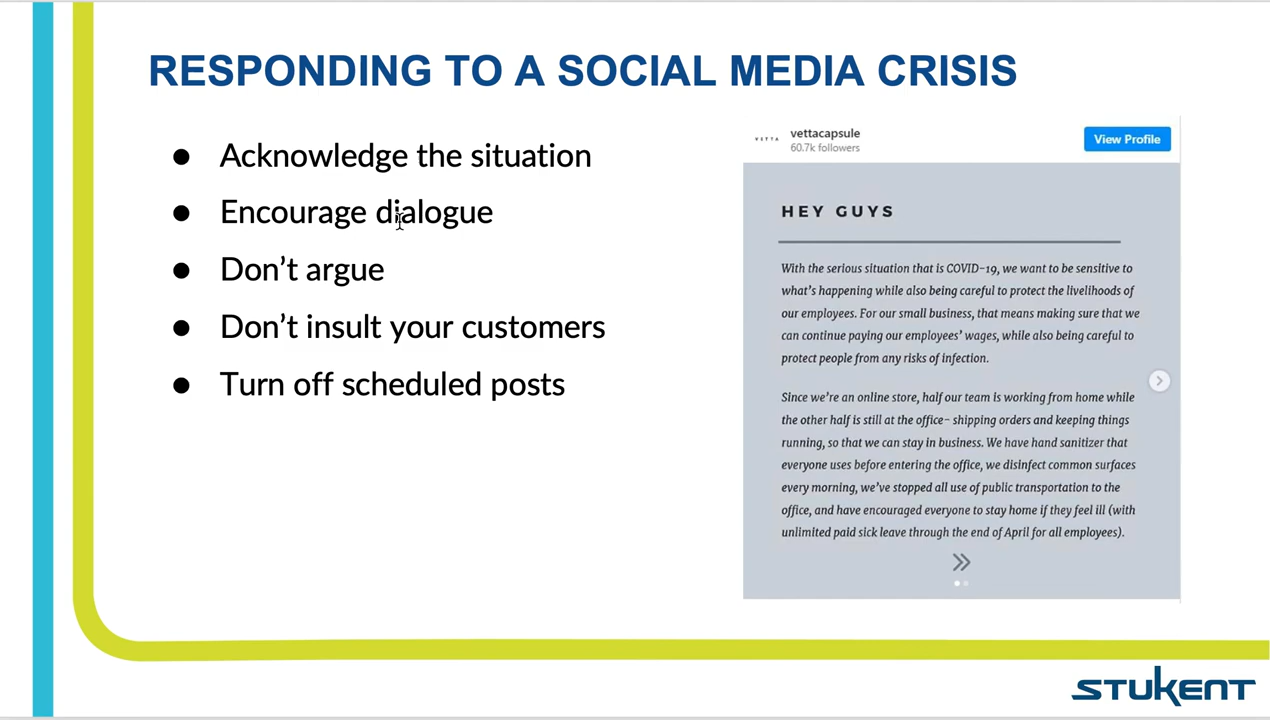 RESPONDING TO A SOCIAL MEDIA CRISIS
● Acknowledge the situation
● Encourage dialogue
● Don’t argue
● Don’t insult your customers
● Turn off scheduled posts
VETTA
vettacapsule
60.7k followers
View Profile
HEY GUYS
With the serious situation that is COVID-19, we want to be sensitive to
what’s happening while also being careful to protect the livelihoods of
our employees. For our small business, that means making sure that we
can continue paying our employees’ wages, while also being careful to
protect people from any risks of infection.
Since we’re an online store, half our team is working from home while
the other half is still at the office- shipping orders and keeping things
running, so that we can stay in business. We have hand sanitizer that
everyone uses before entering the office, we disinfect common surfaces
every morning, we’ve stopped all use of public transportation to the
office, and have encouraged everyone to stay home if they feel ill (with
unlimited paid sick leave through the end of April for all employees).
STUKENT